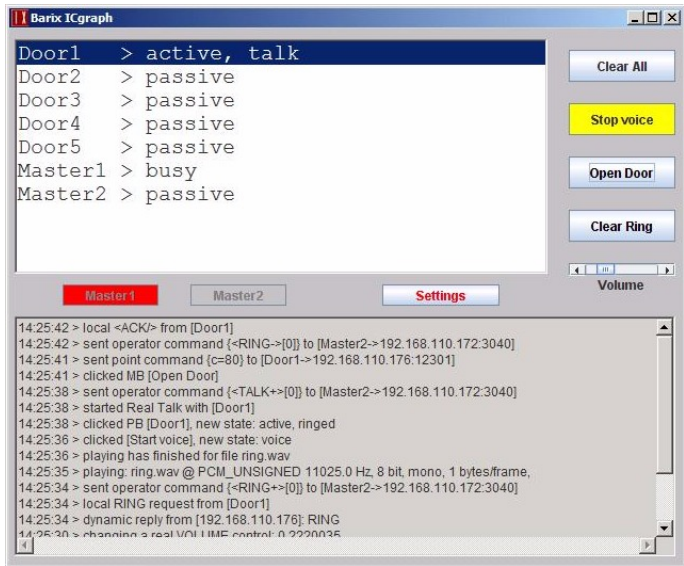 Barix ICgraph
Door1 > active, talk
Door2 > passive
Door3 > passive
Door4 > passive
Door5 > passive
Master1 > busy
Master2 > passive
Clear All
Stop voice
Open Door
Clear Ring
Volume
Master1
Master2
Settings
14:25:42 > local <ACK/> from [Door1]
14:25:42 > sent operator command {<RING->[0]} to [Master2->192.168.110.172:3040]
14:25:41 > sent point command {c=80} to [Door1->192.168.110.176:12301]
14:25:41 > clicked MB [Open Door]
14:25:38 > sent operator command {<TALK+>[0]} to [Master2->192.168.110.172:3040]
14:25:38 > started Real Talk with [Door1]
14:25:38 > clicked PB [Door1], new state: active, ringed
14:25:36 > clicked [Start voice], new state: voice
14:25:36 > playing has finished for file ring.wav
14:25:35 > playing: ring.wav @ PCM_UNSIGNED 11025.0 Hz, 8 bit, mono, 1 bytes/frame,
14:25:34 > sent operator command {<RING+>[0]} to [Master2->192.168.110.172:3040]
14:25:34 > local RING request from [Door1]
14:25:34 > dynamic reply from [192.168.110.176]: RING
14:25:30 > changing a real VOLUME control: 0.2220035